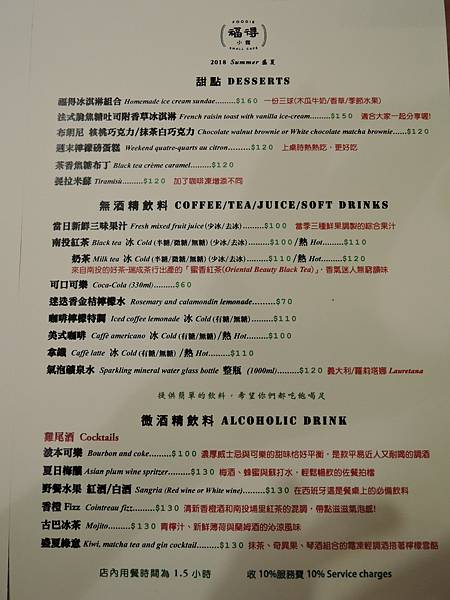 FOODIE
福得
小館
SMALL CAFE
2018 Summer 盛夏
甜點 DESSERTS
福得冰淇淋組合 Homemade ice cream sundae.........$160 一份三球(木瓜牛奶/香草/季節水果)
法式脆焦糖吐司附香草冰淇淋 French raisin toast with vanilla ice-cream........$150 適合大家一起分享喔!
布朗尼 核桃巧克力/抹茶白巧克力 Chocolate walnut brownie or White chocolate matcha brownie......$120
週末檸檬磅蛋糕 Weekend quatre-quarts au citron..........$120 上桌時熱熱吃，更好吃
茶香焦糖布丁 Black tea crème caramel.........$120
提拉米蘇 Tiramisù.........$120 加了咖啡凍增添不同
無酒精飲料 COFFEE/TEA/JUICE/SOFT DRINKS
當日新鮮三味果汁 Fresh mixed fruit juice(少冰/去冰).........$100 當季三種鮮果調製的綜合果汁
南投紅茶 Black tea 冰 Cold(半糖/微糖/無糖)(少冰/去冰).........$100/熱 Hot.........$110
奶茶 Milk tea 冰 Cold(半糖/微糖/無糖)(少冰/去冰).........$110/熱 Hot.........$120
來自南投的好茶-瑞成茶行出產的「蜜香紅茶(Oriental Beauty Black Tea)」，香氣迷人無窮韻味
可口可樂 Coca-Cola (330ml).........$60
迷迭香金桔檸檬水 Rosemary and calamondin lemonade.........$70
咖啡檸檬特調 Iced coffee lemonade 冰 Cold(有糖/無糖).........$110
美式咖啡 Caffè americano 冰 Cold(有糖/無糖)/熱 Hot.........$100
拿鐵 Caffè latte 冰 Cold(有糖/無糖)/熱 Hot.........$110
氣泡礦泉水 Sparkling mineral water glass bottle 整瓶 (1000ml).........$120 義大利/羅莉塔娜 Lauretana
提供簡單的飲料，希望你們都吃飽喝足
微酒精飲料 ALCOHOLIC DRINK
雞尾酒 Cocktails
波本可樂 Bourbon and coke.........$100 濃厚威士忌與可樂的甜味恰好平衡，是款平易近人又耐喝的調酒
夏日梅釀 Asian plum wine spritzer.........$130 梅酒、蜂蜜與蘇打水，輕鬆暢飲的佐餐拍檔
野餐水果 紅酒/白酒 Sangria (Red wine or White wine).........$130 在西班牙這是餐桌上的必備飲料
香橙 Fizz Cointreau fizz.........$130 清新香橙酒和南投埔里紅茶的混調，帶點滋滋氣泡感!
古巴冰茶 Mojito.........$130 青檸汁、新鮮薄荷與蘭姆酒的沁涼風味
盛夏綠意 Kiwi, matcha tea and gin cocktail.........$130 抹茶、奇異果、琴酒組合的霜凍輕調酒搭著檸檬雪酪
店內用餐時間為 1.5 小時 收 10%服務費 10% Service charges